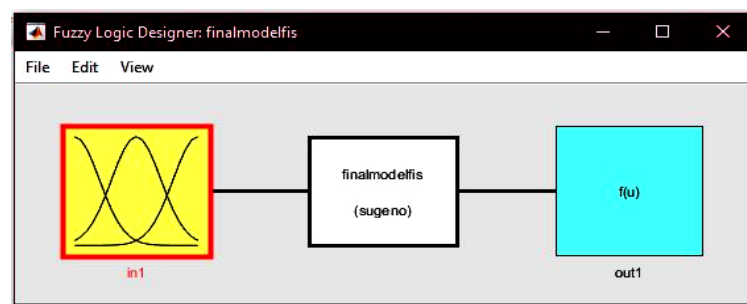 Fuzzy Logic Designer: finalmodelfis
File Edit View
finalmodelfis
(sugeno)
f(u)
in1
out1